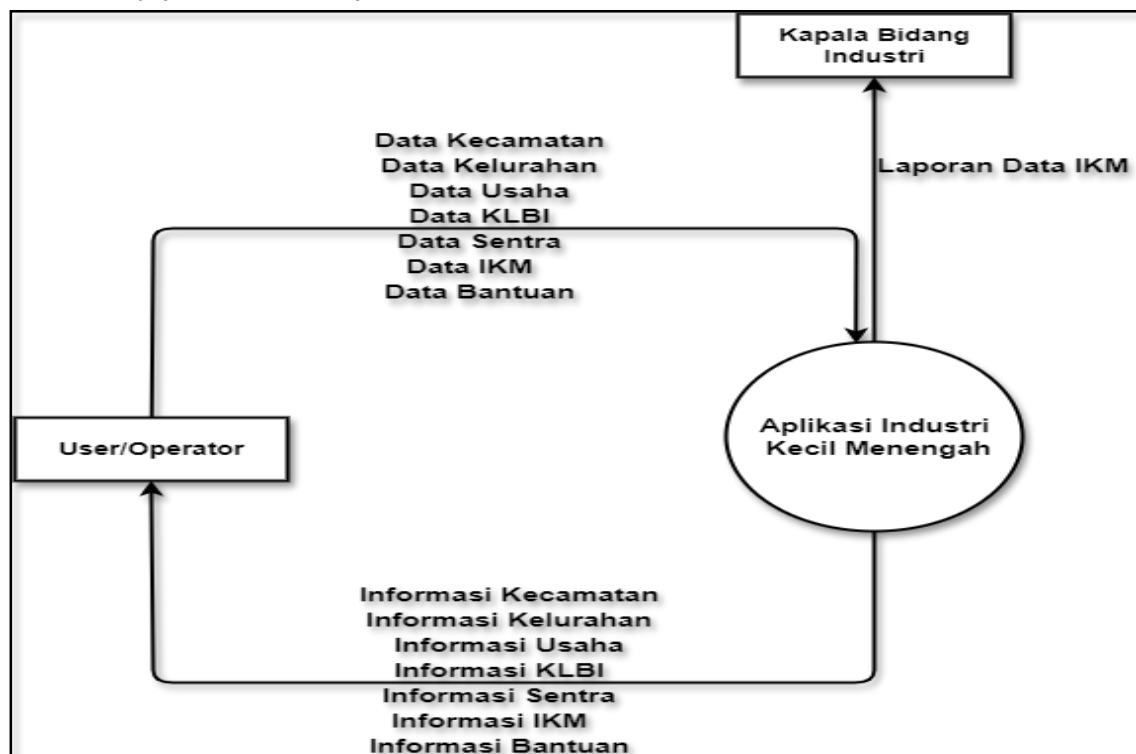 Kapala Bidang
Industri
Data Kecamatan
Data Kelurahan
Data Usaha
Data KLBI
Data Sentra
Data IKM
Data Bantuan
Laporan Data IKM
User/Operator
Aplikasi Industri
Kecil Menengah
Informasi Kecamatan
Informasi Kelurahan
Informasi Usaha
Informasi KLBI
Informasi Sentra
Informasi IKM
Informasi Bantuan